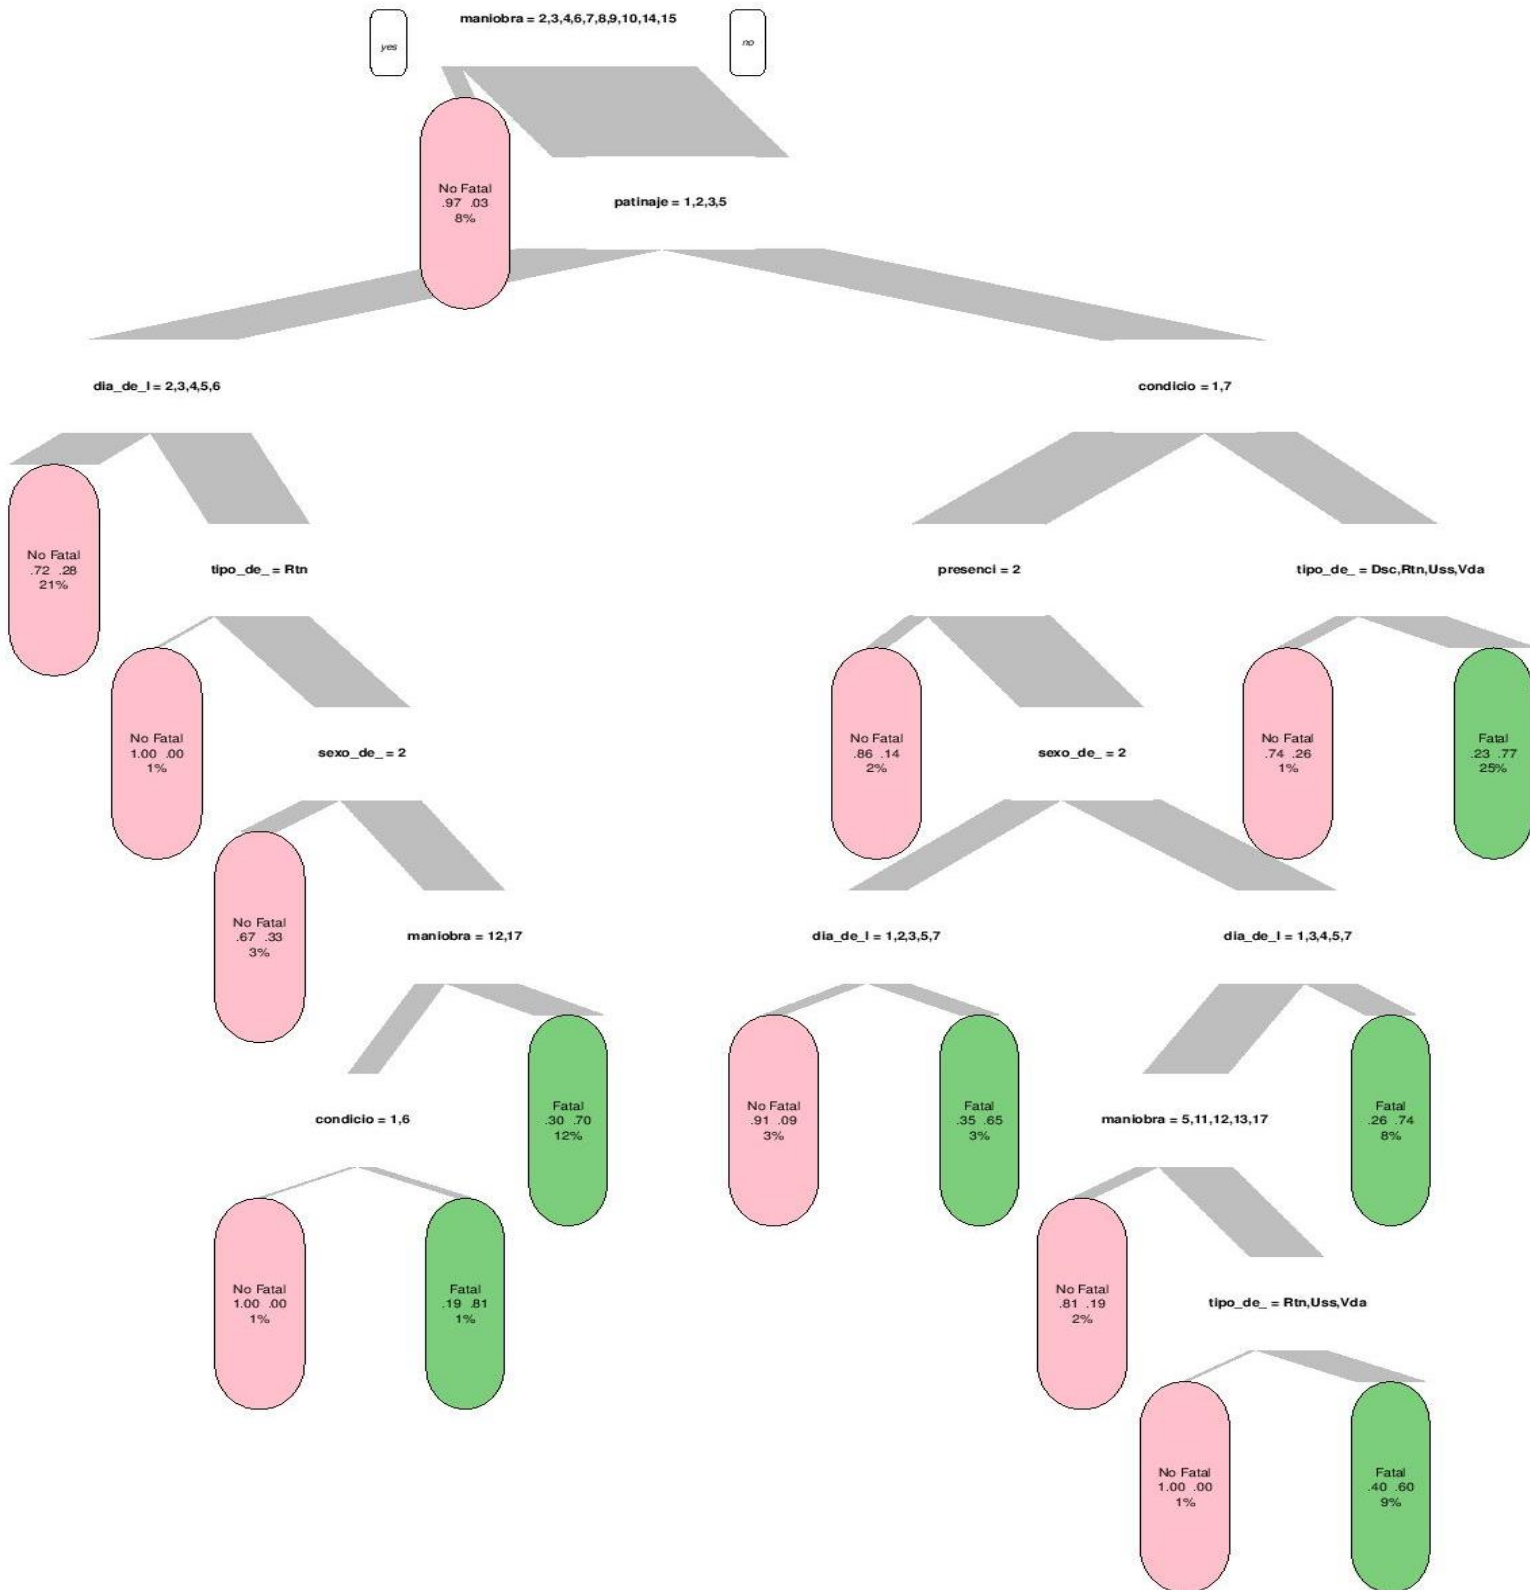 maniobra = 2,3,4,6,7,8,9,10,14,15
yes
no
No Fatal
.97 .03
8%
patinaje = 1,2,3,5
dia_de_l = 2,3,4,5,6
condicio = 1,7
No Fatal
.72 .28
21%
tipo_de_ = Rtn
presenci = 2
tipo_de_ = Dsc,Rtn,Uss,Vda
No Fatal
1.00 .00
1%
sexo_de_ = 2
No Fatal
.86 .14
2%
sexo_de_ = 2
No Fatal
.74 .26
1%
Fatal
.23 .77
25%
No Fatal
.67 .33
3%
maniobra = 12,17
dia_de_l = 1,2,3,5,7
dia_de_l = 1,3,4,5,7
condicio = 1,6
Fatal
.30 .70
12%
No Fatal
.91 .09
3%
Fatal
.35 .65
3%
maniobra = 5,11,12,13,17
Fatal
.26 .74
8%
No Fatal
1.00 .00
1%
Fatal
.19 .81
1%
No Fatal
.81 .19
2%
tipo_de_ = Rtn,Uss,Vda
No Fatal
1.00 .00
1%
Fatal
.40 .60
9%